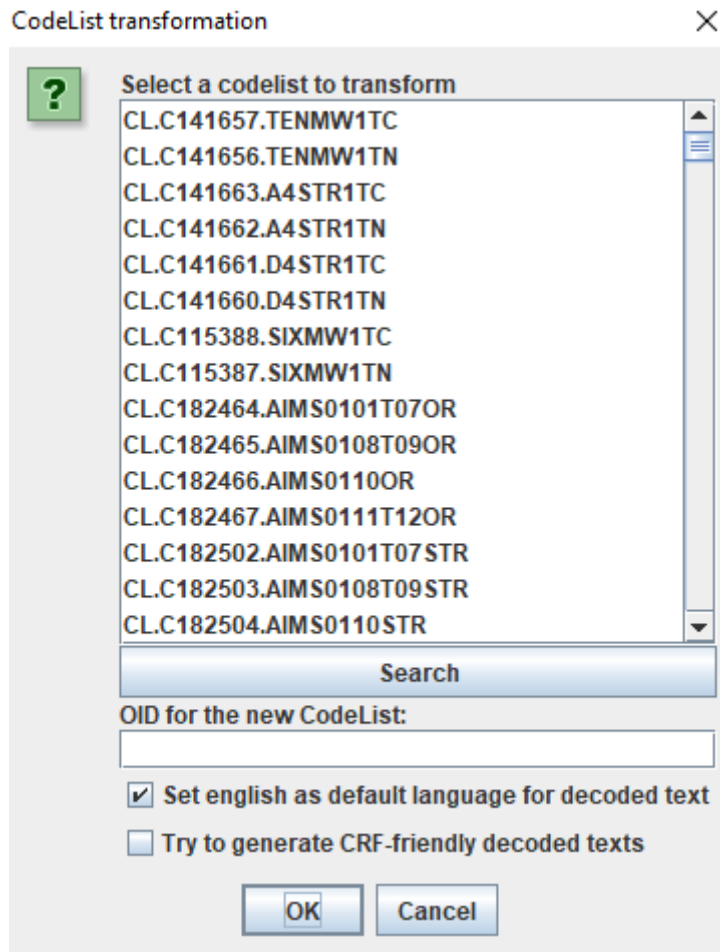 CodeList transformation
?
Select a codelist to transform
CL.C141657.TENMW1TC
CL.C141656.TENMW1TN
CL.C141663.A4STR1TC
CL.C141662.A4STR1TN
CL.C141661.D4STR1TC
CL.C141660.D4STR1TN
CL.C115388.SIXMW1TC
CL.C115387.SIXMW1TN
CL.C182464.AIMS0101T07OR
CL.C182465.AIMS0108T09OR
CL.C182466.AIMS0110OR
CL.C182467.AIMS0111T12OR
CL.C182502.AIMS0101T07STR
CL.C182503.AIMS0108T09STR
CL.C182504.AIMS0110STR
Search
OID for the new CodeList:
Set english as default language for decoded text
Try to generate CRF-friendly decoded texts
OK Cancel